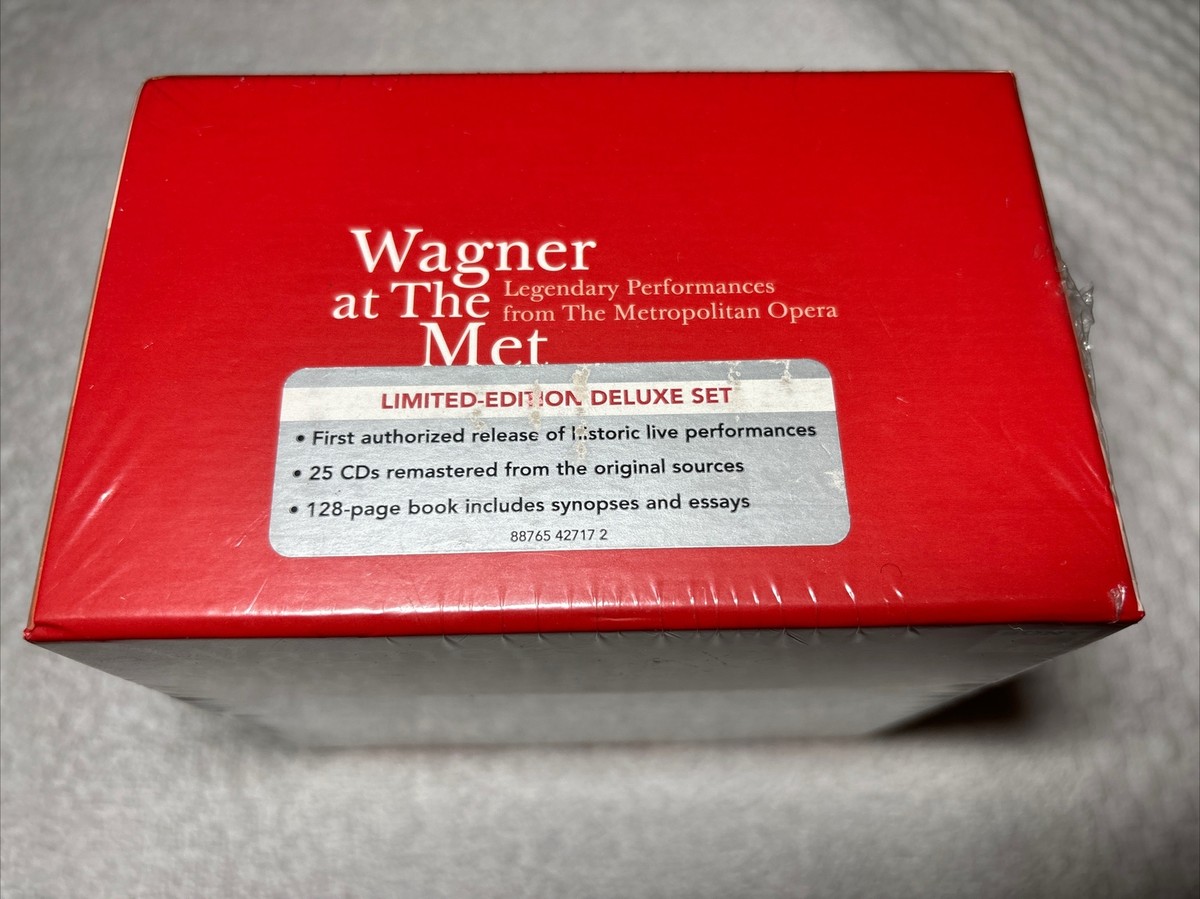 Wagner
at The
Met
Legendary Performances
from The Metropolitan Opera
LIMITED-EDITION DELUXE SET
• First authorized release of historic live performances
• 25 CDs remastered from the original sources
• 128-page book includes synopses and essays
88765 42717 2